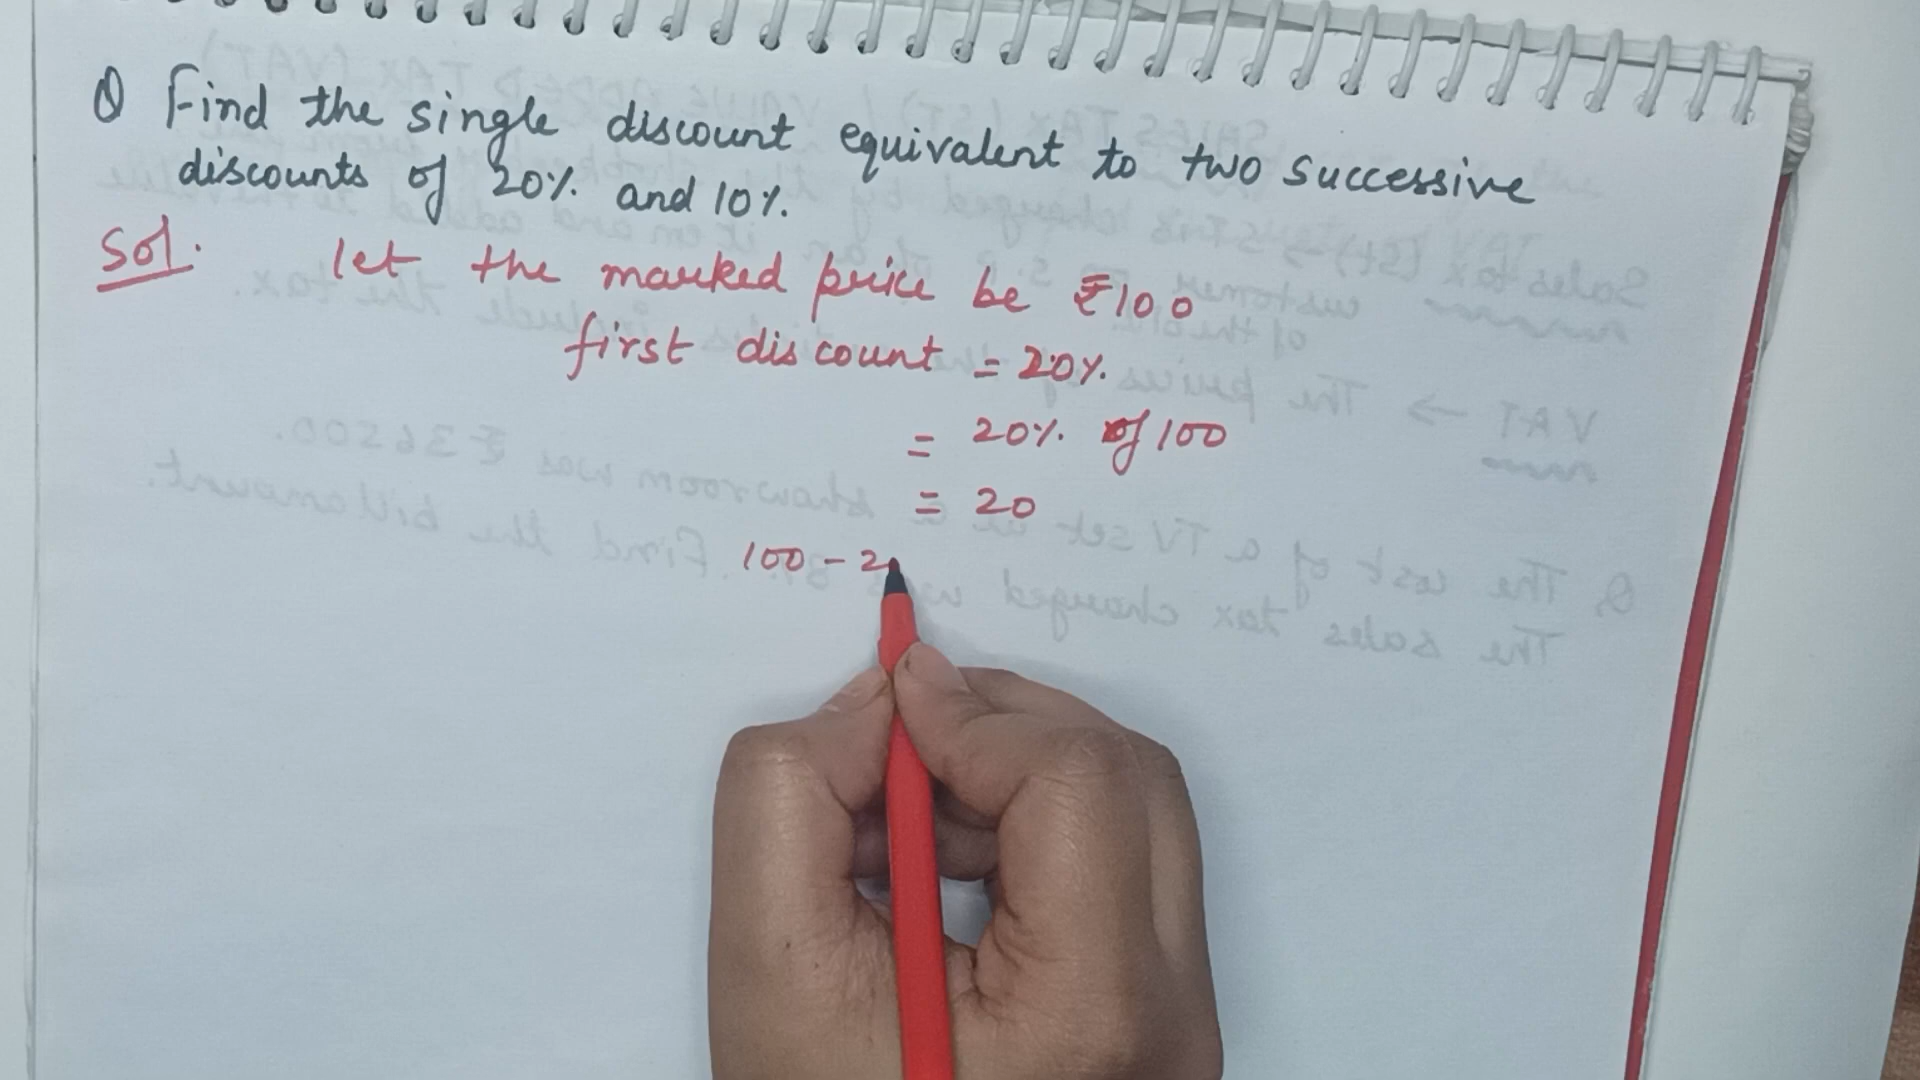 Q Find the single discount equivalent to two successive
discounts of 20% and 10%.
Sol. let the marked price be ₹100
first discount = 20%.
= 20% of 100
= 20
100 - 2